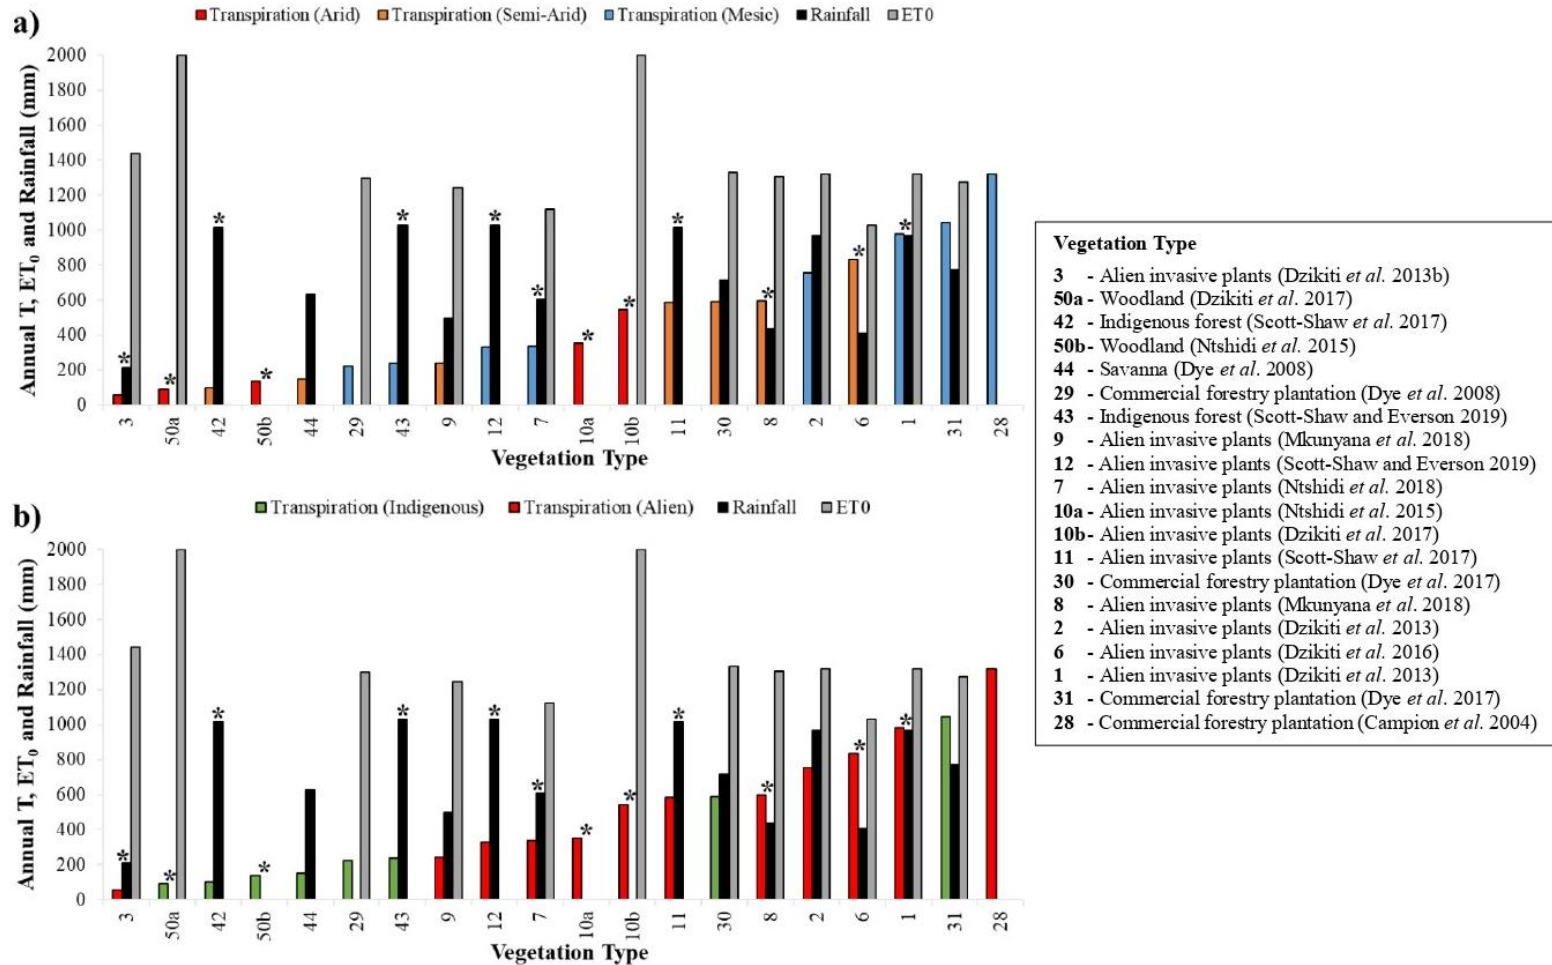 a)
Transpiration (Arid) Transpiration (Semi-Arid) Transpiration (Mesic) Rainfall ET0
Annual T, ET0 and Rainfall (mm)
2000
1800
1600
1400
1200
1000
800
600
400
200
0
* * * * * * * * * * * * *
3 50a 42 50b 44 29 43 9 12 7 10a 10b 11 30 8 2 6 1 31 28
Vegetation Type
b)
Transpiration (Indigenous) Transpiration (Alien) Rainfall ET0
Annual T, ET0 and Rainfall (mm)
2000
1800
1600
1400
1200
1000
800
600
400
200
0
* * * * * * * * * * * * *
3 50a 42 50b 44 29 43 9 12 7 10a 10b 11 30 8 2 6 1 31 28
Vegetation Type
Vegetation Type
3 - Alien invasive plants (Dzikiti et al. 2013b)
50a - Woodland (Dzikiti et al. 2017)
42 - Indigenous forest (Scott-Shaw et al. 2017)
50b - Woodland (Ntshidi et al. 2015)
44 - Savanna (Dye et al. 2008)
29 - Commercial forestry plantation (Dye et al. 2008)
43 - Indigenous forest (Scott-Shaw and Everson 2019)
9 - Alien invasive plants (Mkunyana et al. 2018)
12 - Alien invasive plants (Scott-Shaw and Everson 2019)
7 - Alien invasive plants (Ntshidi et al. 2018)
10a - Alien invasive plants (Ntshidi et al. 2015)
10b - Alien invasive plants (Dzikiti et al. 2017)
11 - Alien invasive plants (Scott-Shaw et al. 2017)
30 - Commercial forestry plantation (Dye et al. 2017)
8 - Alien invasive plants (Mkunyana et al. 2018)
2 - Alien invasive plants (Dzikiti et al. 2013)
6 - Alien invasive plants (Dzikiti et al. 2016)
1 - Alien invasive plants (Dzikiti et al. 2013)
31 - Commercial forestry plantation (Dye et al. 2017)
28 - Commercial forestry plantation (Campion et al. 2004)